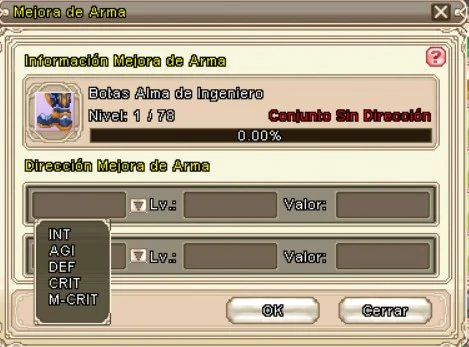 Mejora de Arma
Información Mejora de Arma
?
Botas Alma de Ingeniero
Nivel: 1 / 78
Conjunto Sin Dirección
0.00%
Dirección Mejora de Arma
Lv.: Valor:
INT
AGI
DEF
CRIT
M-CRIT
Lv.: Valor:
OK Cerrar